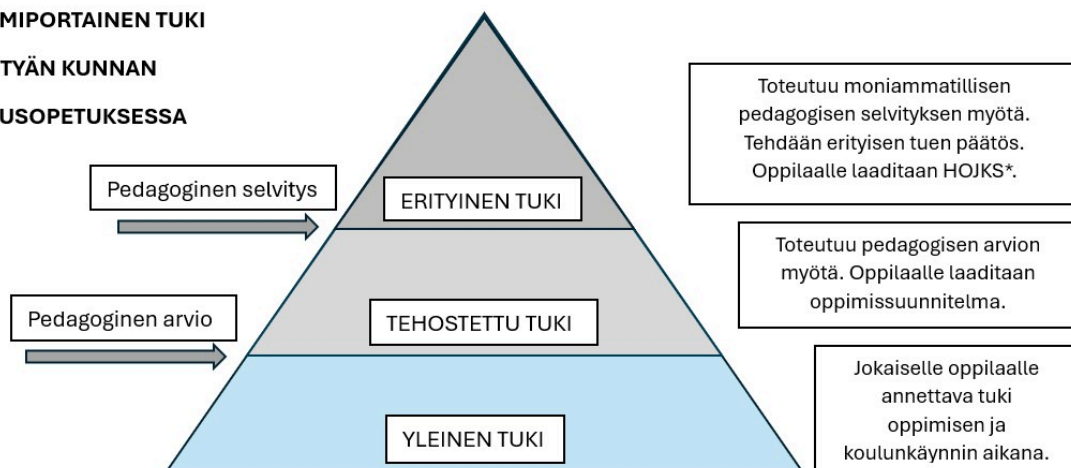 MIPORTAINEN TUKI
TYÄN KUNNAN
USOPETUKSESSA
Toteutuu moniammatillisen
pedagogisen selvityksen myötä.
Tehdään erityisen tuen päätös.
Oppilaalle laaditaan HOJKS*.
Pedagoginen selvitys
ERITYINEN TUKI
Toteutuu pedagogisen arvion
myötä. Oppilaalle laaditaan
oppimissuunnitelma.
Pedagoginen arvio
TEHOSTETTU TUKI
Jokaiselle oppilaalle
annettava tuki
oppimisen ja
koulunkäynnin aikana.
YLEINEN TUKI